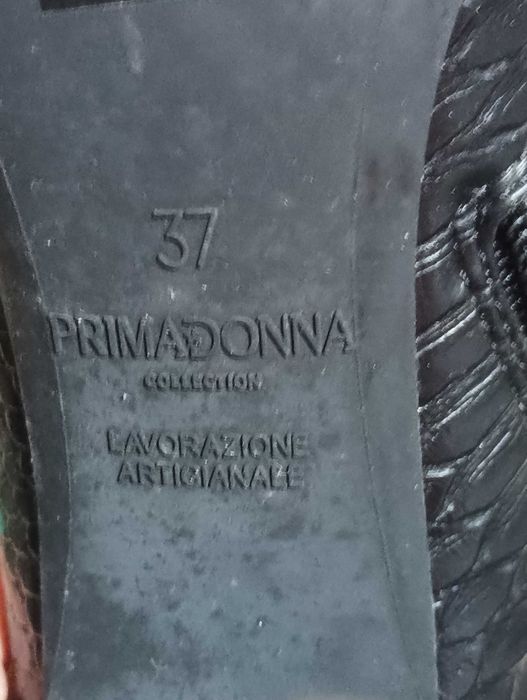 37
PRIMADONNA
COLLECTION
LAVORAZIONE
ARTIGIANALE